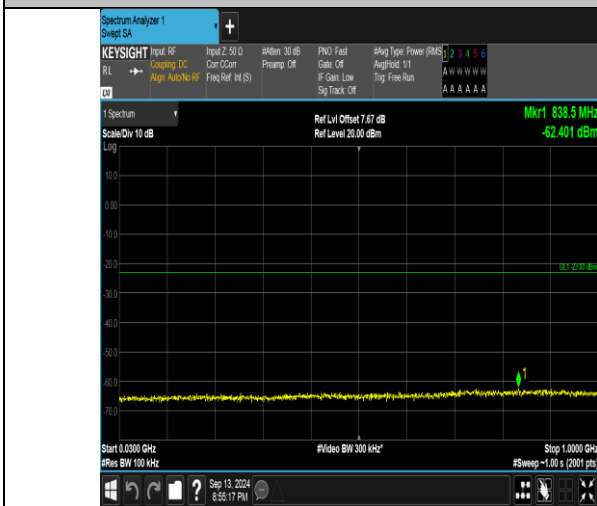 Spectrum Analyzer 1
Swept SA
+
KEYSIGHT
RL
Input: RF
Coupling: DC
Align: Auto/No RF
Input Z: 50 Ω
Corr CCorr
Freq Ref: Int (S)
#Atten: 30 dB
Preamp: Off
PNO: Fast
Gate: Off
IF Gain: Low
Sig Track: Off
#Avg Type: Power (RMS
Avg|Hold: 1/1
Trig: Free Run
1 2 3 4 5 6
A W W W W W
A A A A A A
LXI
1 Spectrum
Scale/Div 10 dB
Log
Ref Lvl Offset 7.67 dB
Ref Level 20.00 dBm
Mkr1 838.5 MHz
-62.401 dBm
10.0
0.00
-10.0
-20.0
DL1 -23.00 dBm
-30.0
-40.0
-50.0
-60.0
1
-70.0
Start 0.0300 GHz
#Res BW 100 kHz
#Video BW 300 kHz*
Stop 1.0000 GHz
#Sweep ~1.00 s (2001 pts)
?
Sep 13, 2024
8:55:17 PM